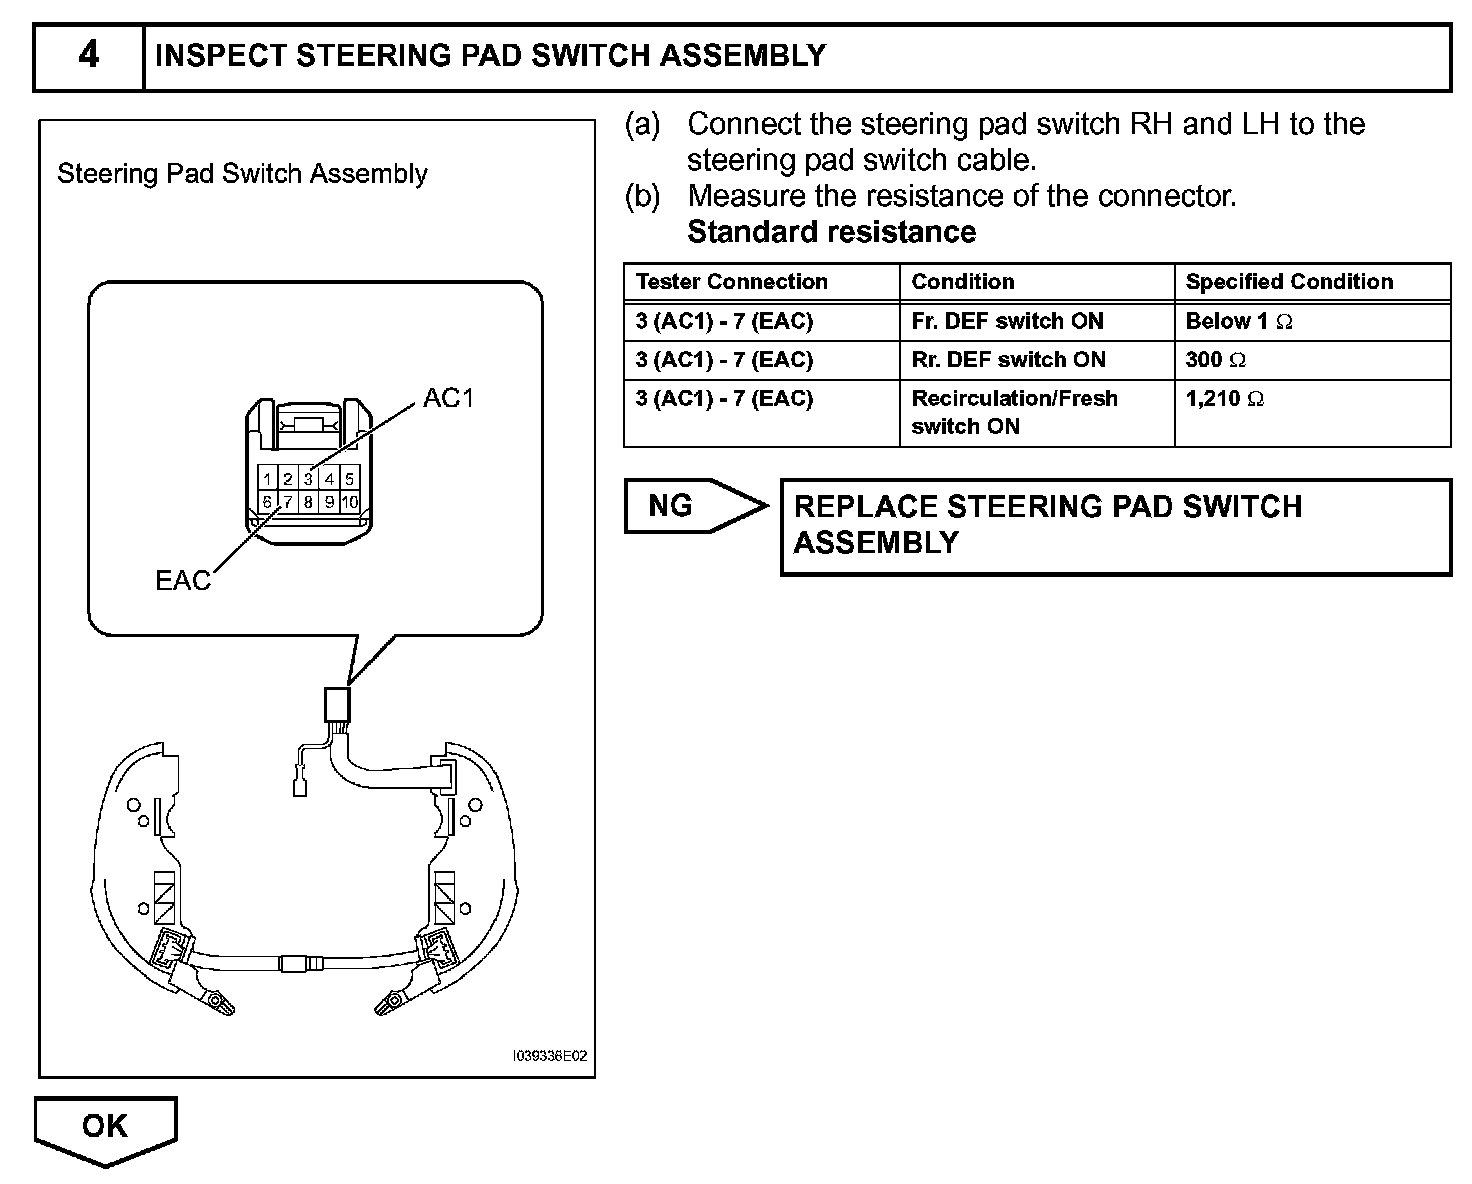 4 INSPECT STEERING PAD SWITCH ASSEMBLY
Steering Pad Switch Assembly
AC1
1 2 3 4 5
6 7 8 9 10
EAC
I039336E02
(a) Connect the steering pad switch RH and LH to the
steering pad switch cable.
(b) Measure the resistance of the connector.
Standard resistance
Tester Connection Condition Specified Condition
3 (AC1) - 7 (EAC) Fr. DEF switch ON Below 1 Ω
3 (AC1) - 7 (EAC) Rr. DEF switch ON 300 Ω
3 (AC1) - 7 (EAC) Recirculation/Fresh 1,210 Ω
switch ON
NG REPLACE STEERING PAD SWITCH
ASSEMBLY
OK